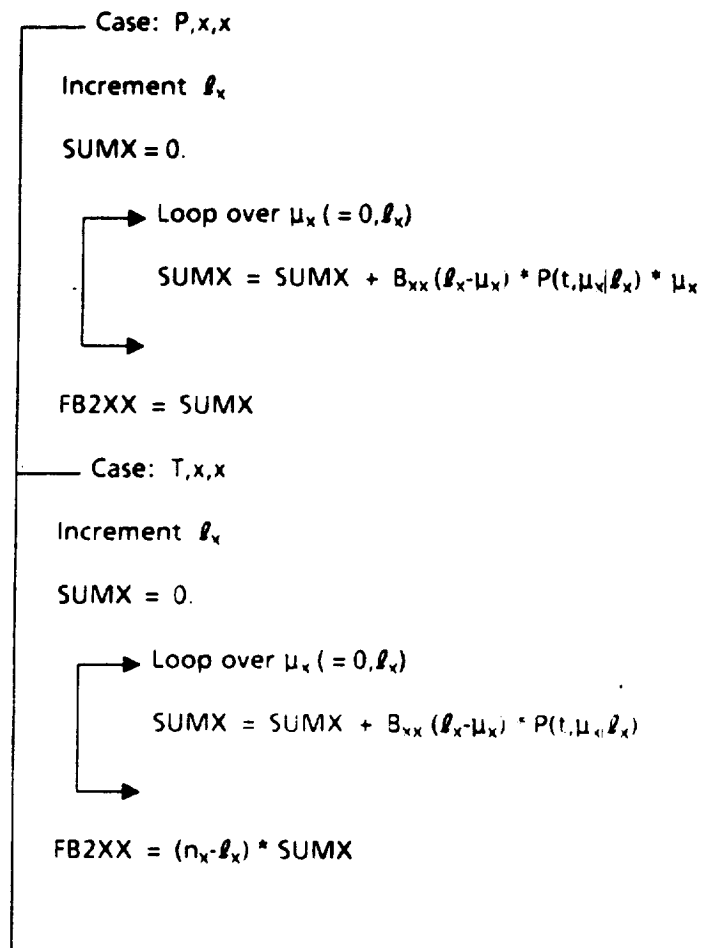 Case: P,x,x
Increment ℓₓ
SUMX = 0.
Loop over μₓ ( = 0,ℓₓ)
SUMX = SUMX + Bₓₓ (ℓₓ-μₓ) * P(t,μₓ|ℓₓ) * μₓ
FB2XX = SUMX
Case: T,x,x
Increment ℓₓ
SUMX = 0.
Loop over μₓ ( = 0,ℓₓ)
SUMX = SUMX + Bₓₓ (ℓₓ-μₓ) * P(t,μₓ|ℓₓ)
FB2XX = (nₓ-ℓₓ) * SUMX